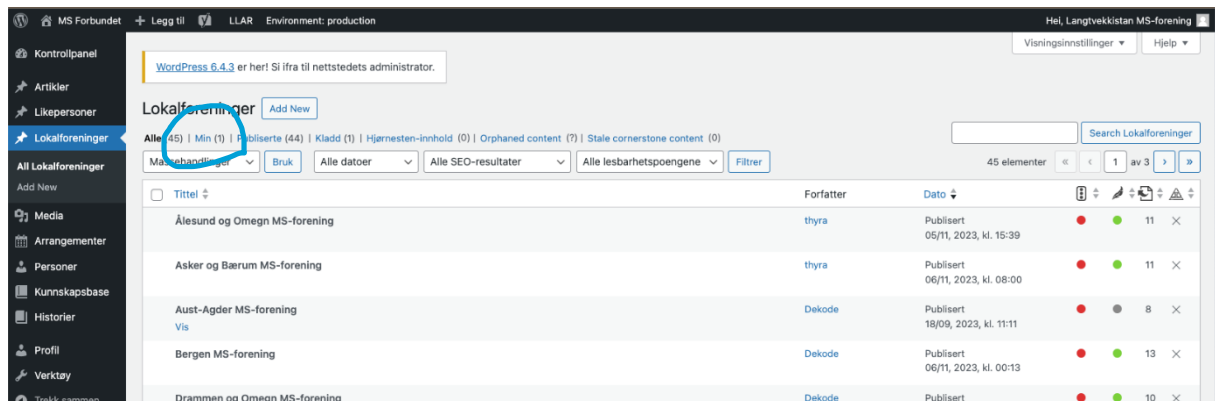 MS Forbundet + Legg til LLAR Environment: production Hei, Langtvekkistan MS-forening
Visningsinnstillinger Hjelp
Kontrollpanel
Artikler
Likepersoner
Lokalforeninger
All Lokalforeninger
Add New
Media
Arrangementer
Personer
Kunnskapsbase
Historier
Profil
Verktøy
Trekk sammen
WordPress 6.4.3 er her! Si ifra til nettstedets administrator.
Lokalforeninger Add New
Alle (45) | Min (1) | Publiserte (44) | Kladd (1) | Hjørnesten-innhold (0) | Orphaned content (?) | Stale cornerstone content (0)
Search Lokalforeninger
Massehandlinger Bruk Alle datoer Alle SEO-resultater Alle lesbarhetspoengene Filtrer 45 elementer « ‹ 1 av 3 › »
Tittel Forfatter Dato
Ålesund og Omegn MS-forening thyra Publisert 11
05/11, 2023, kl. 15:39
Asker og Bærum MS-forening thyra Publisert 11
06/11, 2023, kl. 08:00
Aust-Agder MS-forening Dekode Publisert 8
Vis 18/09, 2023, kl. 11:11
Bergen MS-forening Dekode Publisert 13
06/11, 2023, kl. 00:13
Drammen og Omegn MS-forening Dekode Publisert 10